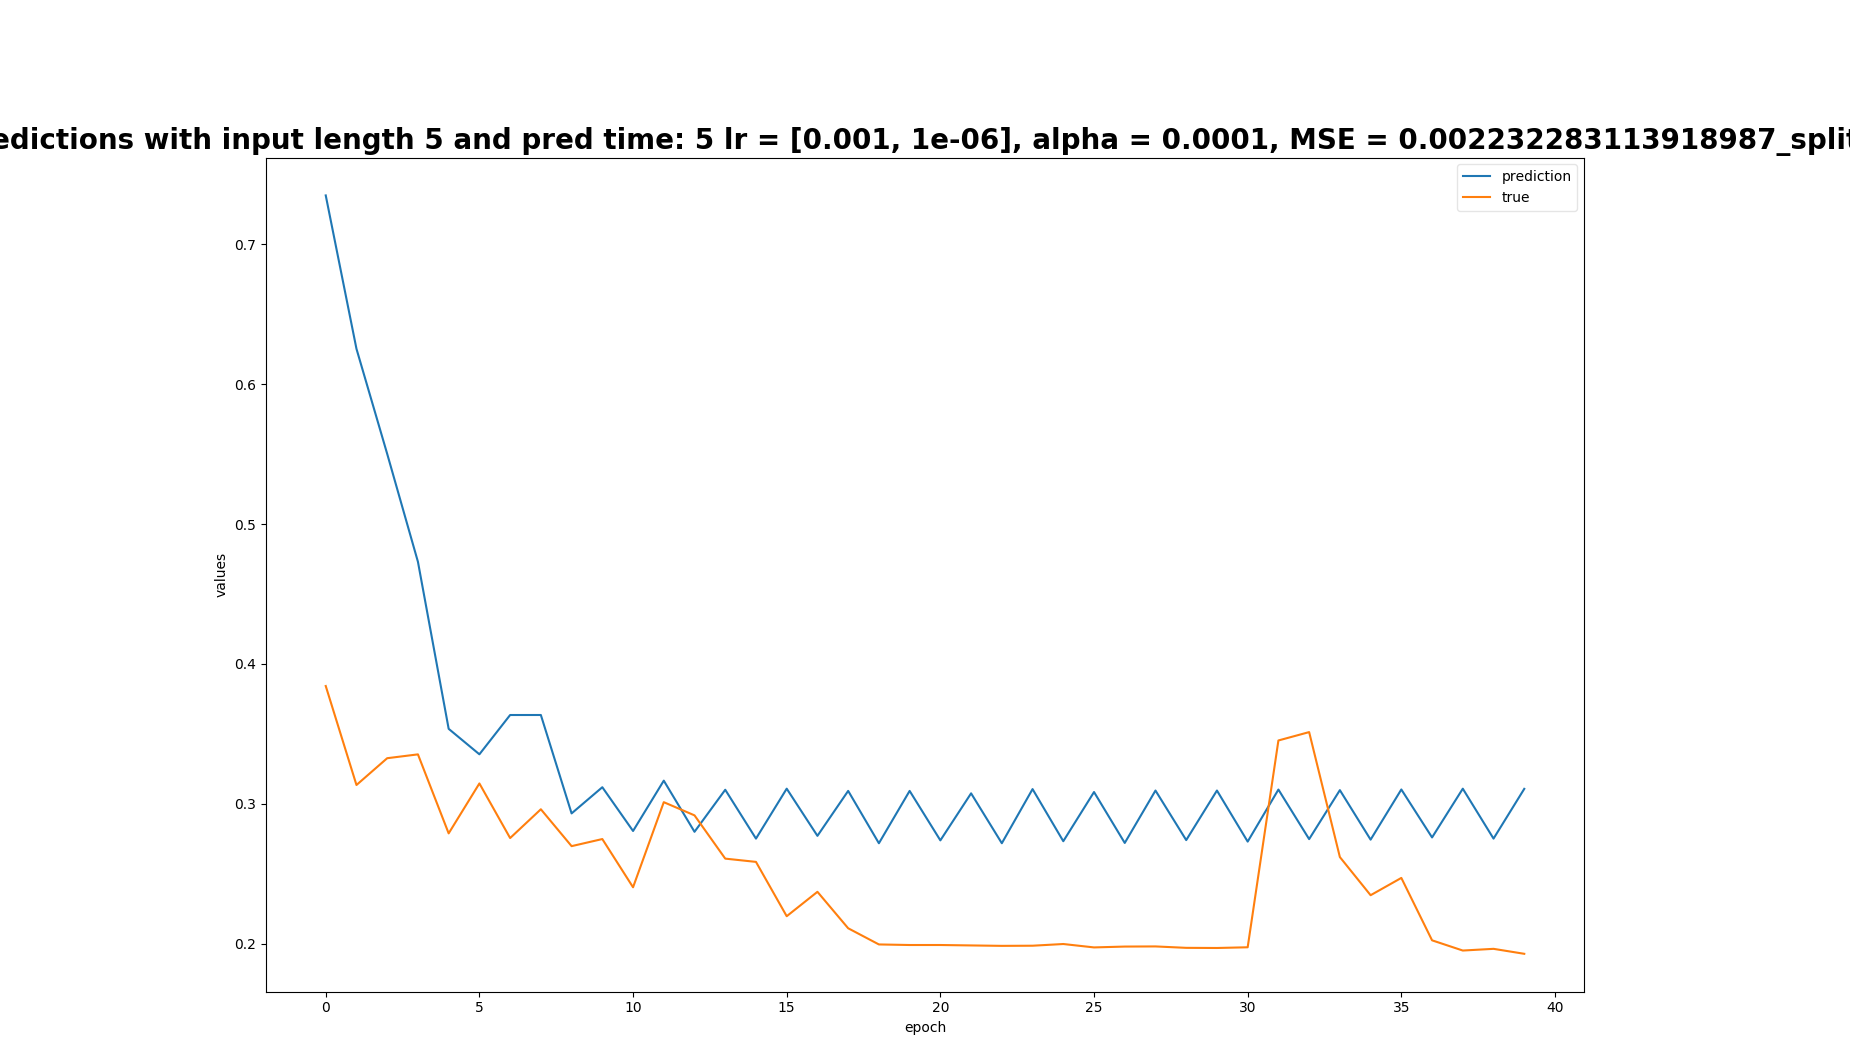 edictions with input length 5 and pred time: 5 lr = [0.001, 1e-06], alpha = 0.0001, MSE = 0.002232283113918987_split
prediction
true
0.7
0.6
0.5
0.4
0.3
0.2
values
0 5 10 15 20 25 30 35 40
epoch